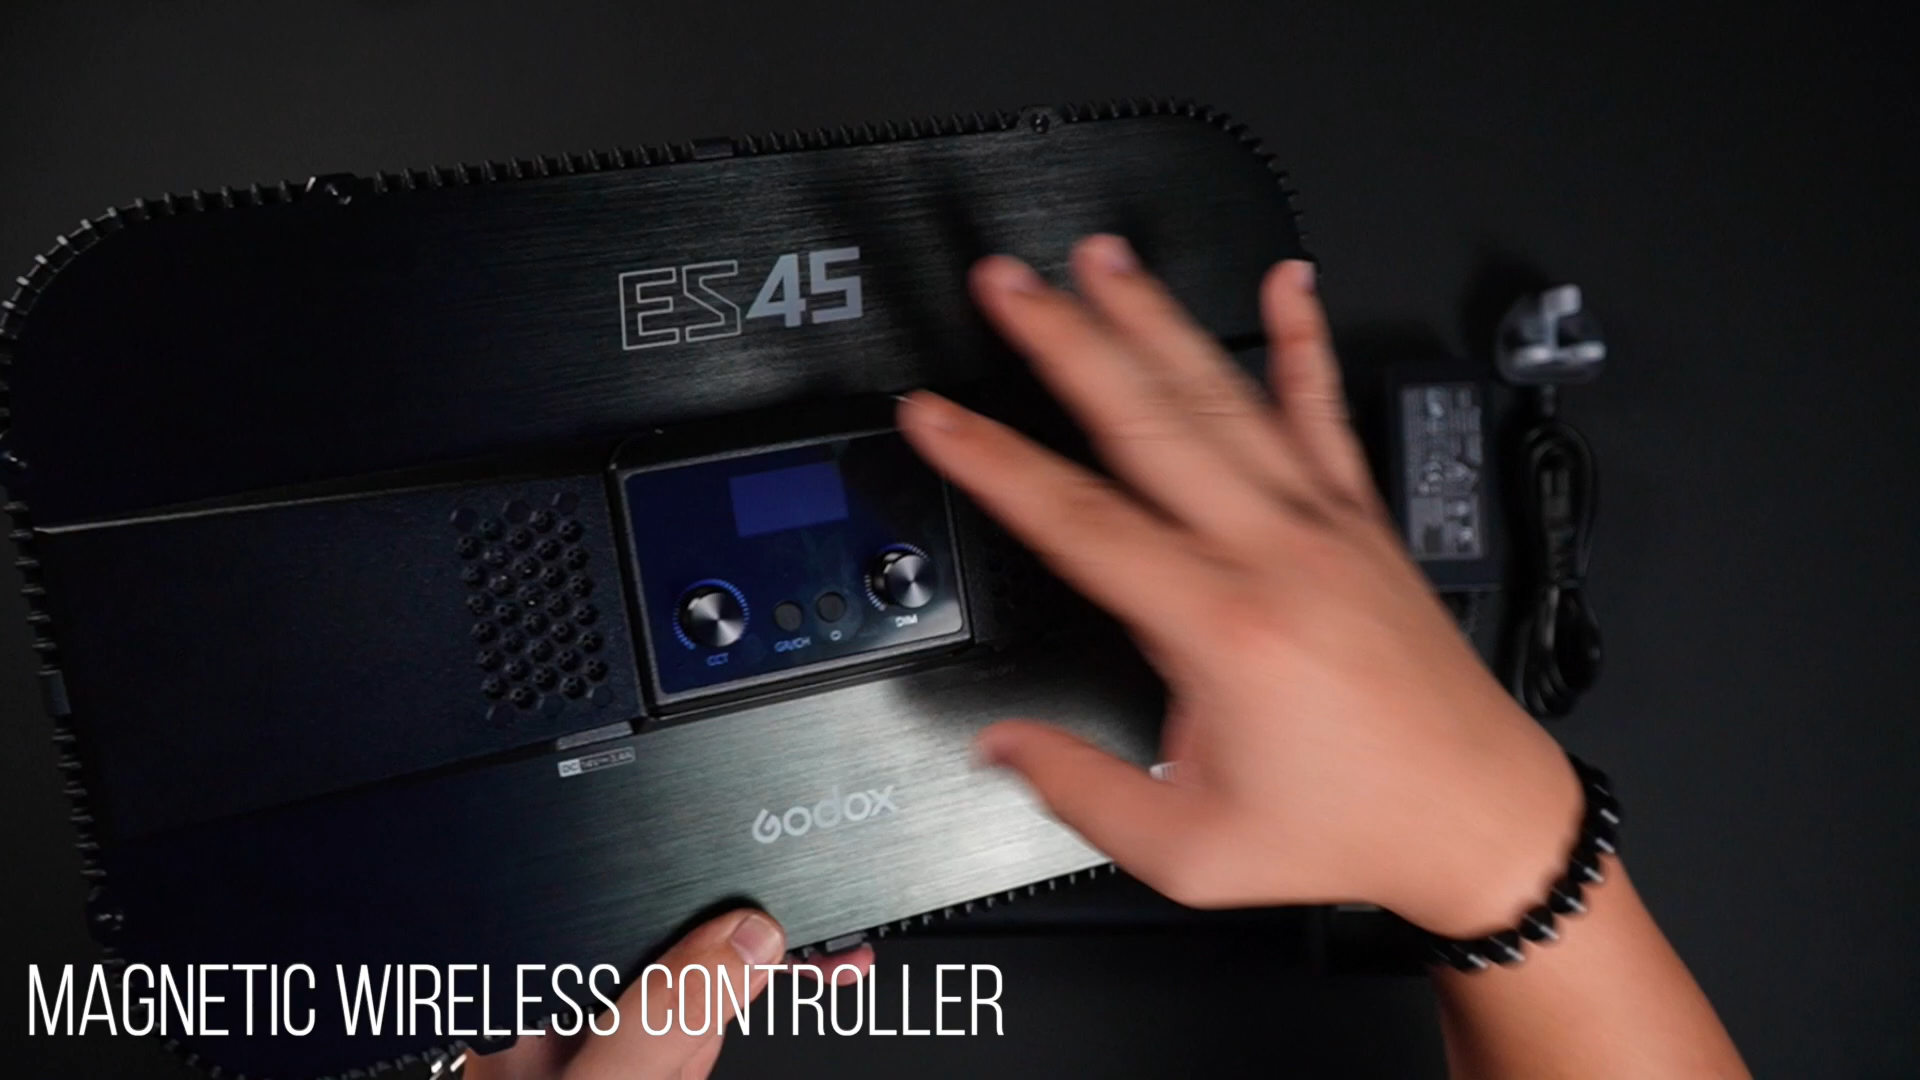 ES45
CCT
GR/CH
DIM
Godox
MAGNETIC WIRELESS CONTROLLER